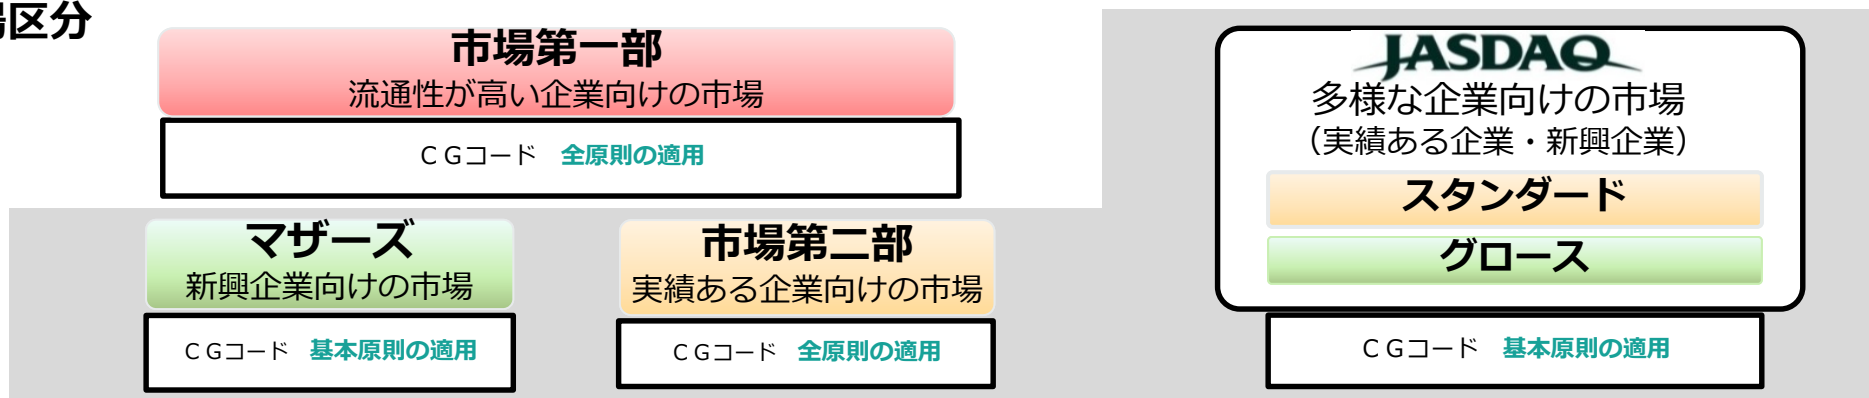 場区分
市場第一部
流通性が高い企業向けの市場
ＣＧコード　全原則の適用
マザーズ
新興企業向けの市場
ＣＧコード　基本原則の適用
市場第二部
実績ある企業向けの市場
ＣＧコード　全原則の適用
JASDAQ
多様な企業向けの市場
（実績ある企業・新興企業）
スタンダード
グロース
ＣＧコード　基本原則の適用